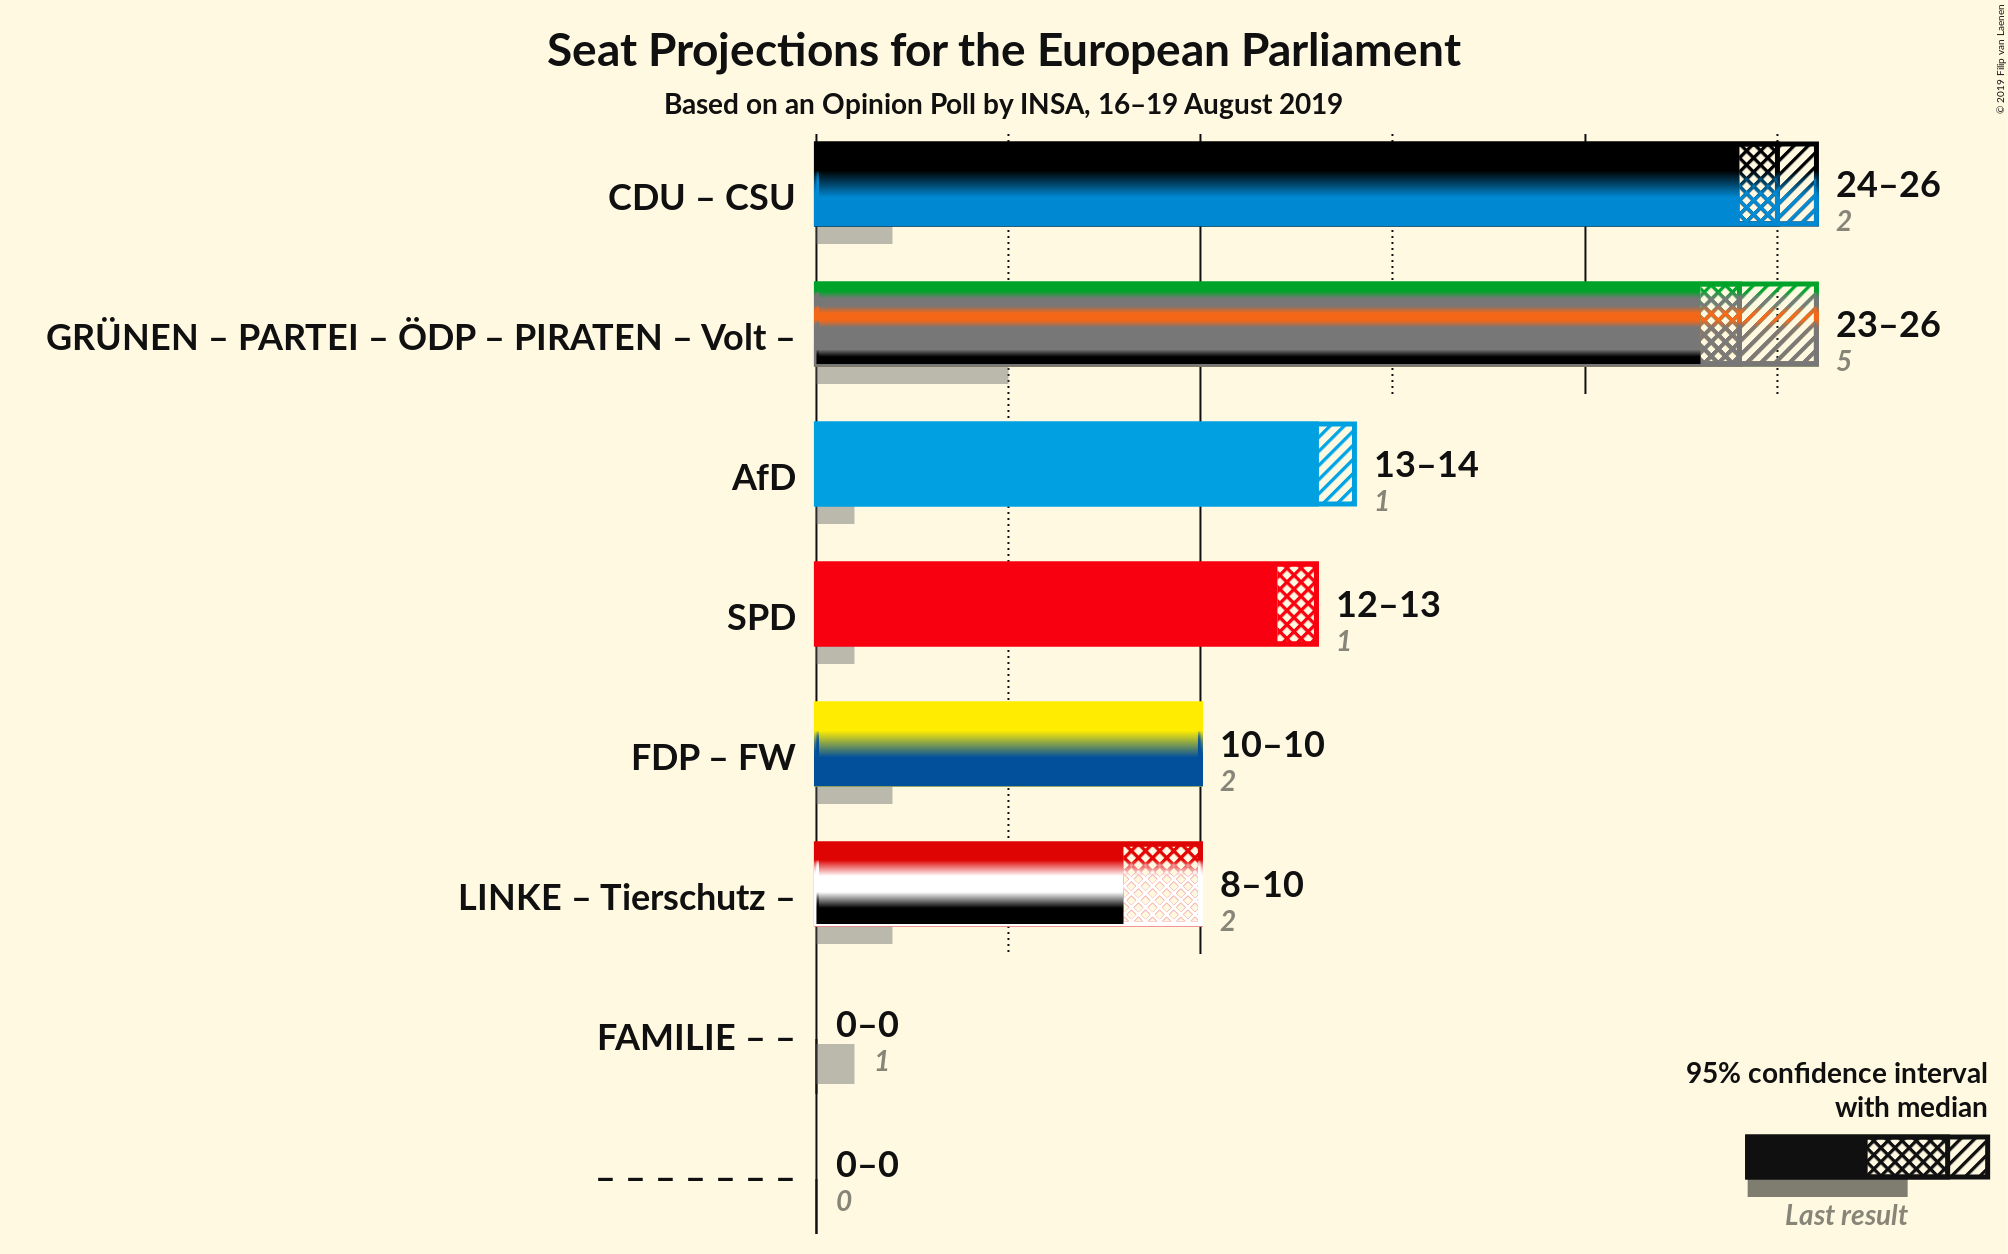 Seat Projections for the European Parliament
Based on an Opinion Poll by INSA, 16–19 August 2019
© 2019 Filip van Laenen
CDU – CSU
24–26
2
GRÜNEN – PARTEI – ÖDP – PIRATEN – Volt –
23–26
5
AfD
13–14
1
SPD
12–13
1
FDP – FW
10–10
2
LINKE – Tierschutz –
8–10
2
FAMILIE – –
0–0
1
– – – – – – –
0–0
0
95% confidence interval
with median
Last result